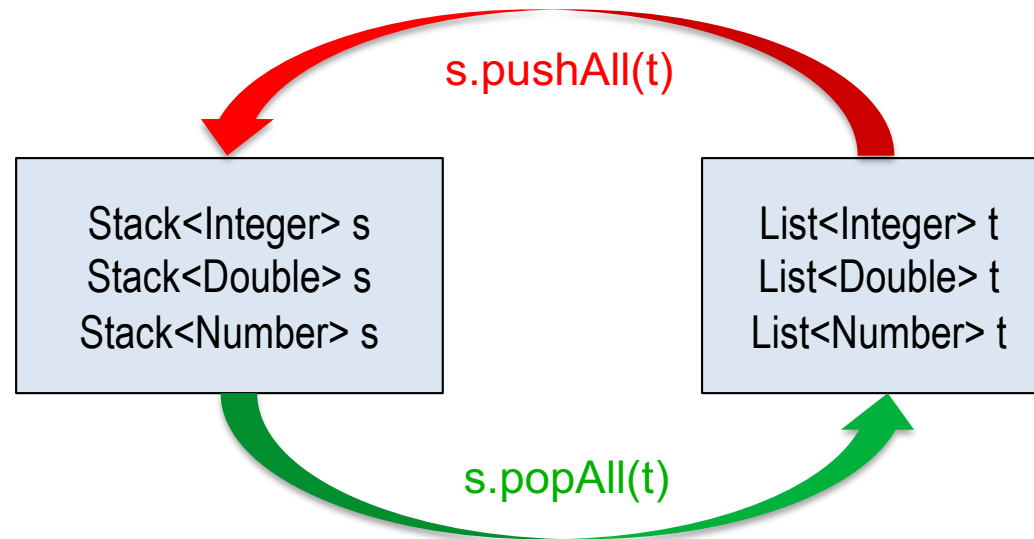 s.pushAll(t)
Stack<Integer> s
Stack<Double> s
Stack<Number> s
List<Integer> t
List<Double> t
List<Number> t
s.popAll(t)